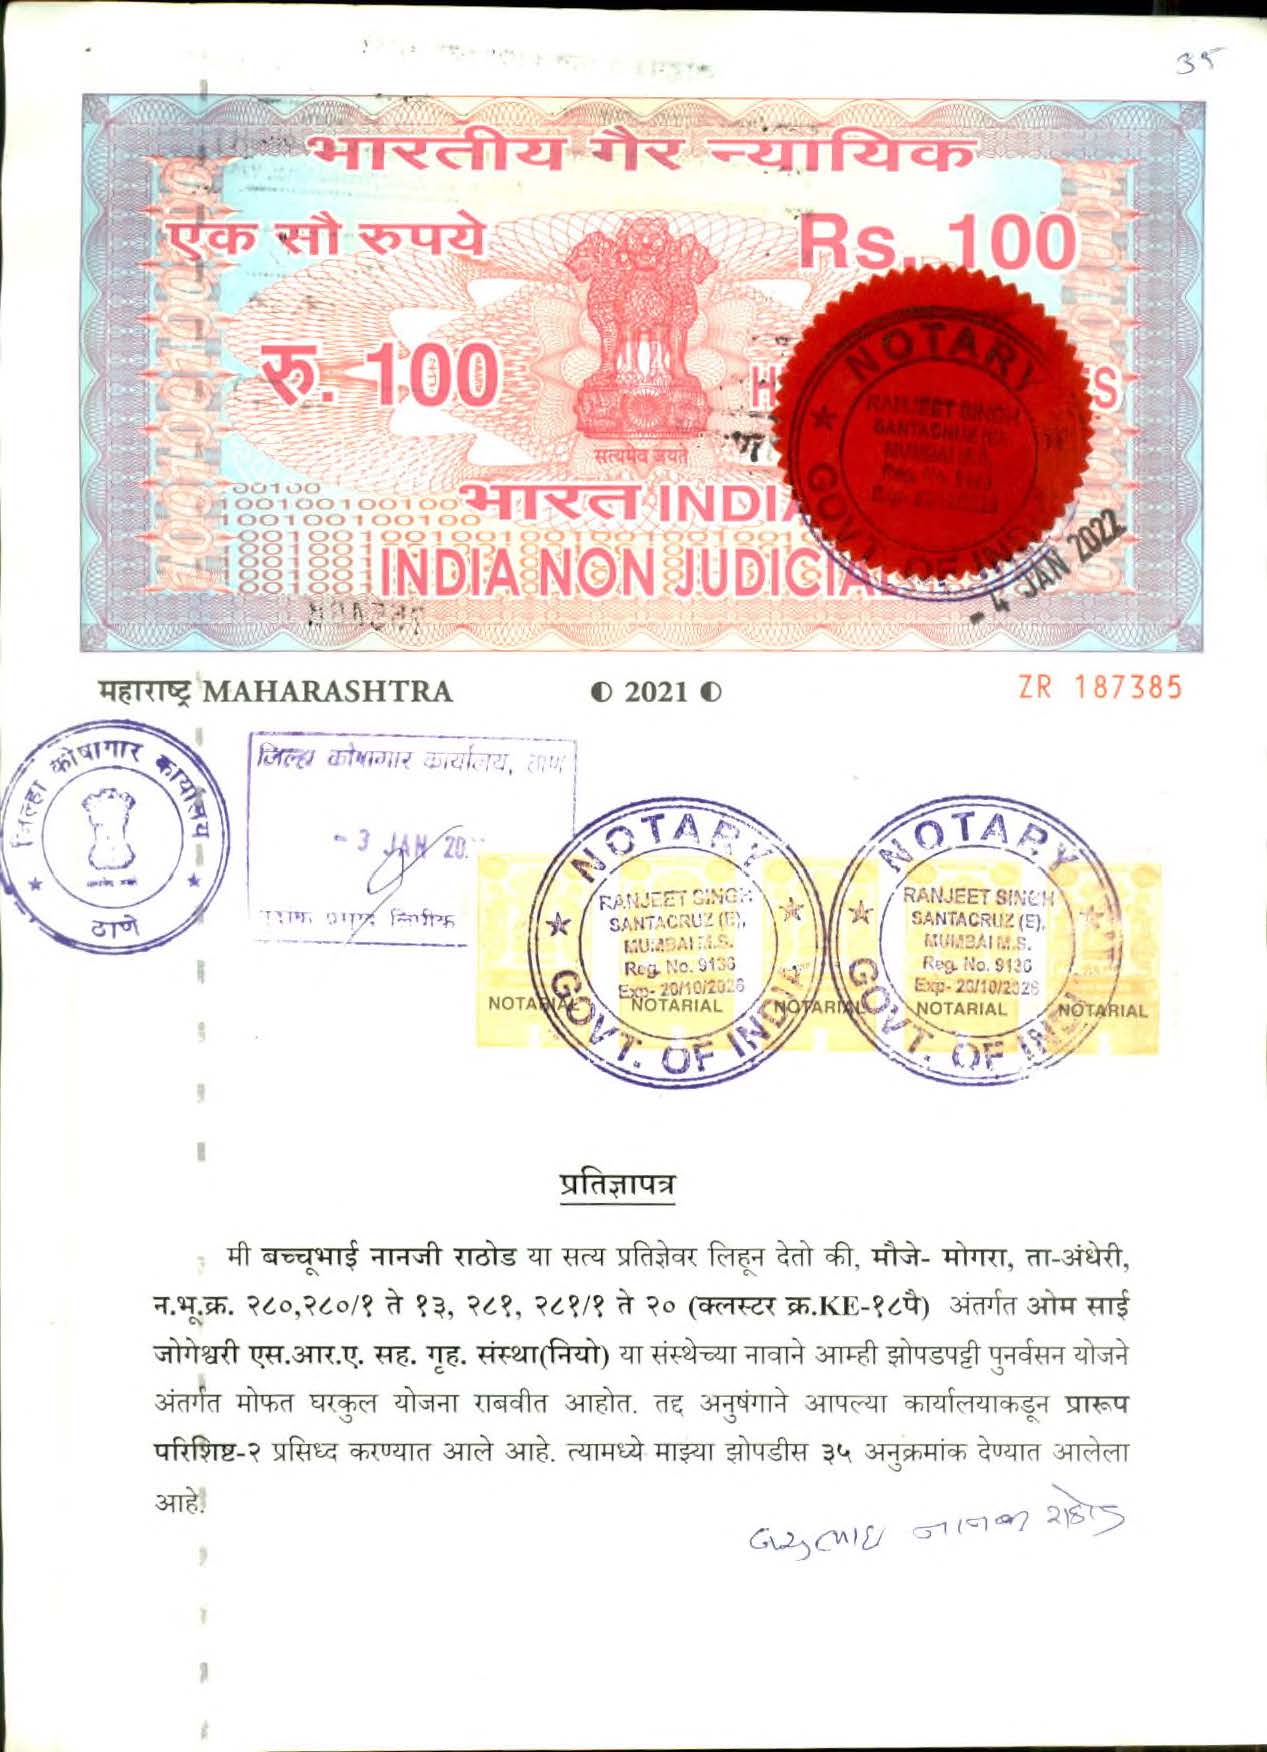 ३५
भारतीय गैर न्यायिक
एक सौ रुपये
Rs. 100
रु. 100
सत्यमेव जयते
भारत INDIA
INDIA NON JUDICIAL
NOTARY
RANJEET SINGH
SANTACRUZ (E),
MUMBAI M.S.
GOVT. OF INDIA
- 4 JAN 2022
महाराष्ट्र MAHARASHTRA
2021
ZR 187385
जिल्हा कोषागार कार्यालय
ठाणे
जिल्हा कोषागार कार्यालय, ठाणे
- 3 JAN
मुद्रांक प्रमुख लिपीक
NOTARY
RANJEET SINGH
SANTACRUZ (E),
MUMBAI M.S.
Reg. No. 9136
Exp- 20/10/2026
GOVT. OF INDIA
NOTARY
RANJEET SINGH
SANTACRUZ (E),
MUMBAI M.S.
Reg. No. 9136
Exp- 20/10/2026
GOVT. OF INDIA
NOTARIAL NOTARIAL NOTARIAL NOTARIAL NOTARIAL
प्रतिज्ञापत्र
मी बच्चूभाई नानजी राठोड या सत्य प्रतिज्ञेवर लिहून देतो की, मौजे- मोगरा, ता-अंधेरी,
न.भू.क्र. २८०,२८०/१ ते १३, २८१, २८१/१ ते २० (क्लस्टर क्र.KE-१८पै) अंतर्गत ओम साई
जोगेश्वरी एस.आर.ए. सह. गृह. संस्था(नियो) या संस्थेच्या नावाने आम्ही झोपडपट्टी पुनर्वसन योजने
अंतर्गत मोफत घरकुल योजना राबवीत आहोत. तद्द अनुषंगाने आपल्या कार्यालयाकडून प्रारूप
परिशिष्ट-२ प्रसिध्द करण्यात आले आहे. त्यामध्ये माझ्या झोपडीस ३५ अनुक्रमांक देण्यात आलेला
आहे.